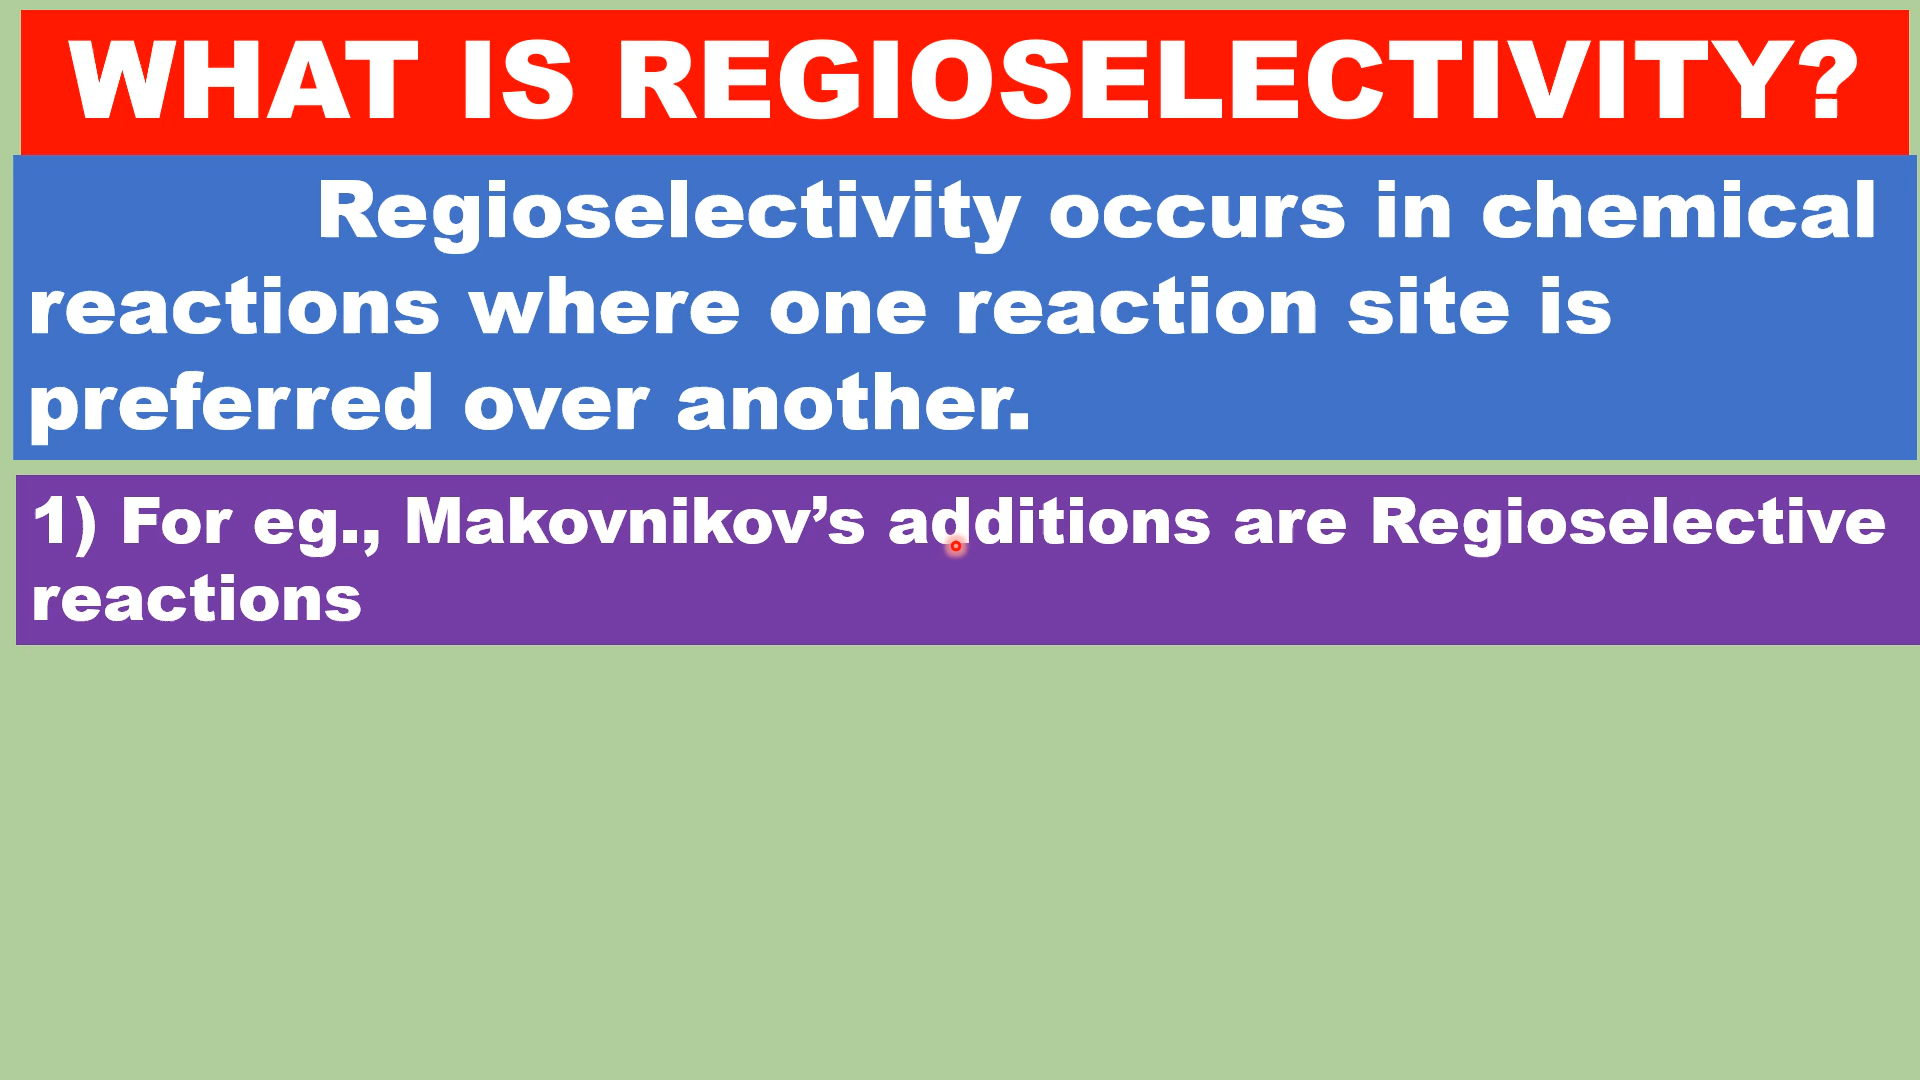 WHAT IS REGIOSELECTIVITY?
Regioselectivity occurs in chemical
reactions where one reaction site is
preferred over another.
1) For eg., Makovnikov’s additions are Regioselective
reactions